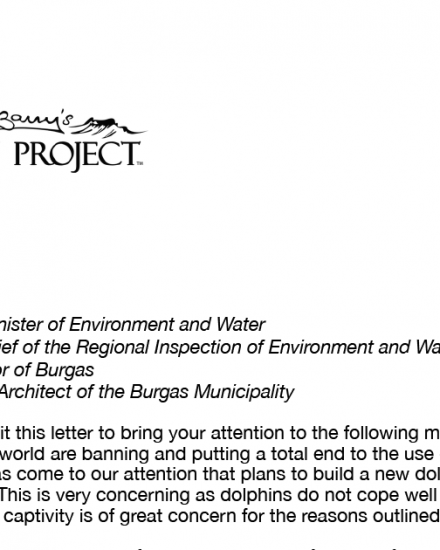 Barry's
PROJECT™
nister of Environment and Water
ief of the Regional Inspection of Environment and Wa
or of Burgas
Architect of the Burgas Municipality
it this letter to bring your attention to the following m
world are banning and putting a total end to the use
as come to our attention that plans to build a new dol
This is very concerning as dolphins do not cope well
captivity is of great concern for the reasons outlined